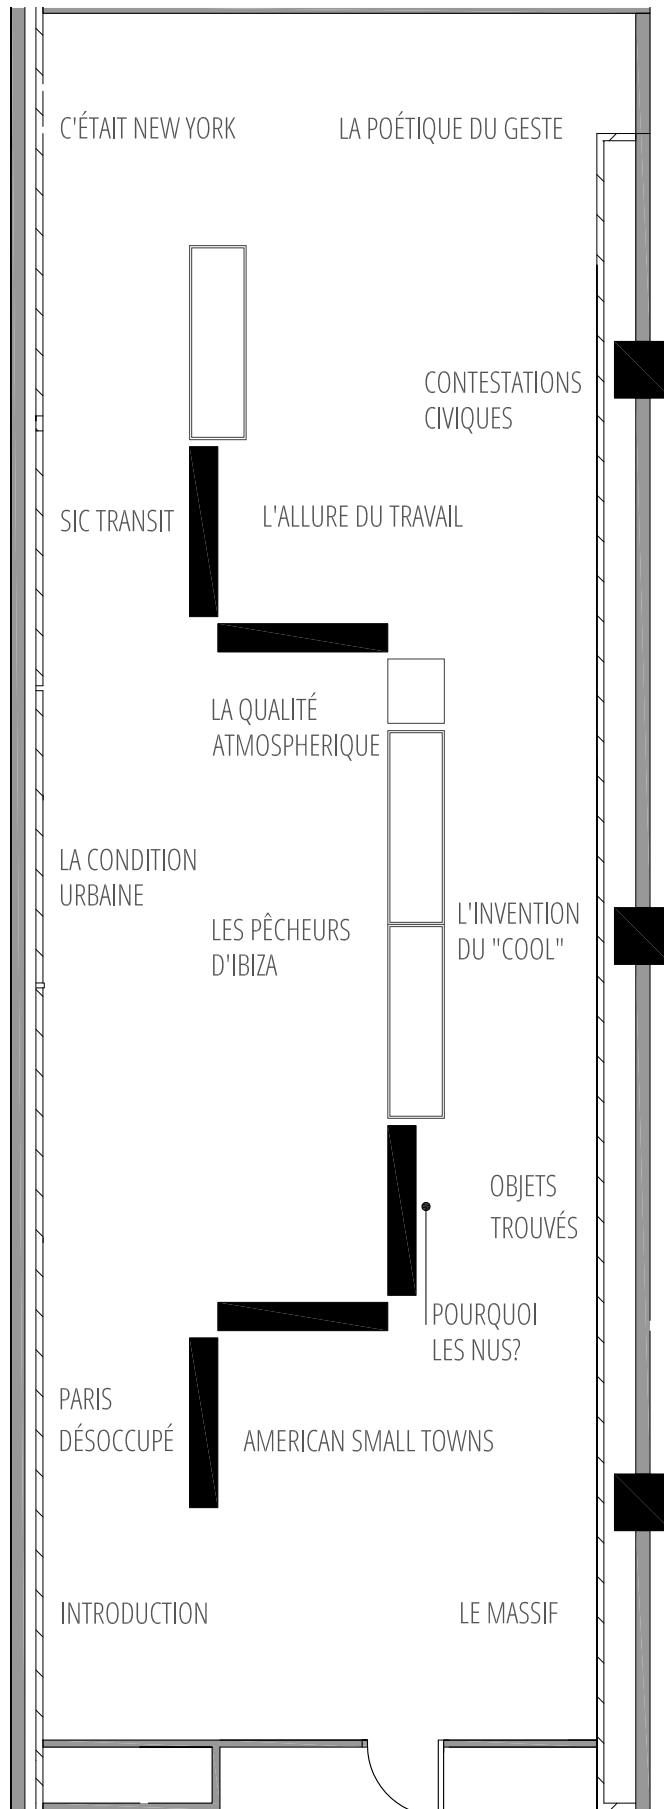 C'ÉTAIT NEW YORK
LA POÉTIQUE DU GESTE
CONTESTATIONS
CIVIQUES
SIC TRANSIT
L'ALLURE DU TRAVAIL
LA QUALITÉ
ATMOSPHERIQUE
LA CONDITION
URBAINE
LES PÊCHEURS
D'IBIZA
L'INVENTION
DU "COOL"
OBJETS
TROUVÉS
POURQUOI
LES NUS?
PARIS
DÉSOCCUPÉ
AMERICAN SMALL TOWNS
INTRODUCTION
LE MASSIF